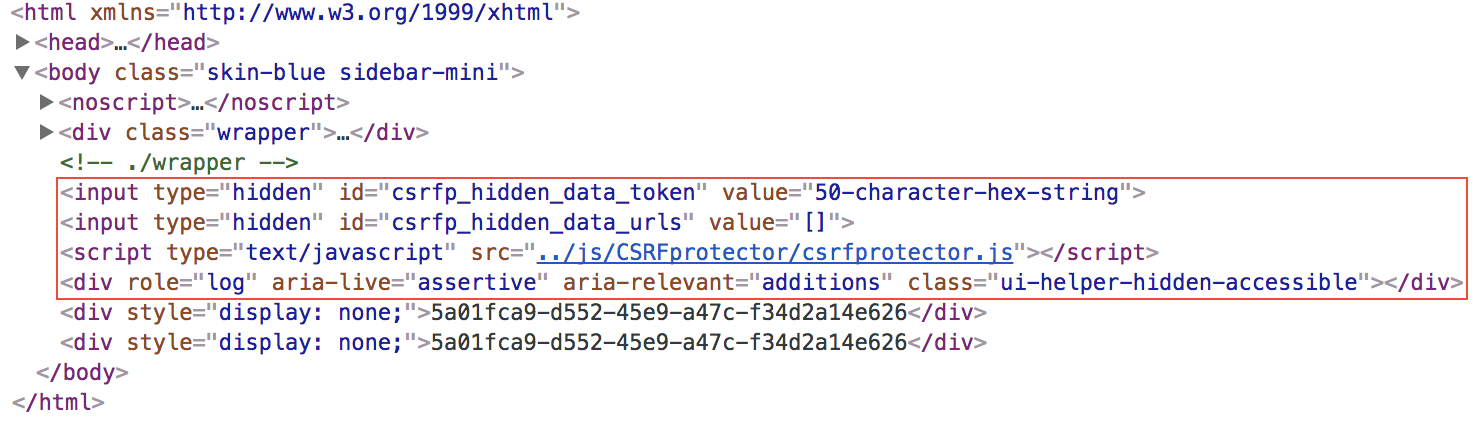 <html xmlns="http://www.w3.org/1999/xhtml">
▶<head>…</head>
▼<body class="skin-blue sidebar-mini">
▶<noscript>…</noscript>
▶<div class="wrapper">…</div>
<!-- ./wrapper -->
<input type="hidden" id="csrfp_hidden_data_token" value="50-character-hex-string">
<input type="hidden" id="csrfp_hidden_data_urls" value="[]">
<script type="text/javascript" src="../js/CSRFprotector/csrfprotector.js"></script>
<div role="log" aria-live="assertive" aria-relevant="additions" class="ui-helper-hidden-accessible"></div>
<div style="display: none;">5a01fca9-d552-45e9-a47c-f34d2a14e626</div>
<div style="display: none;">5a01fca9-d552-45e9-a47c-f34d2a14e626</div>
</body>
</html>